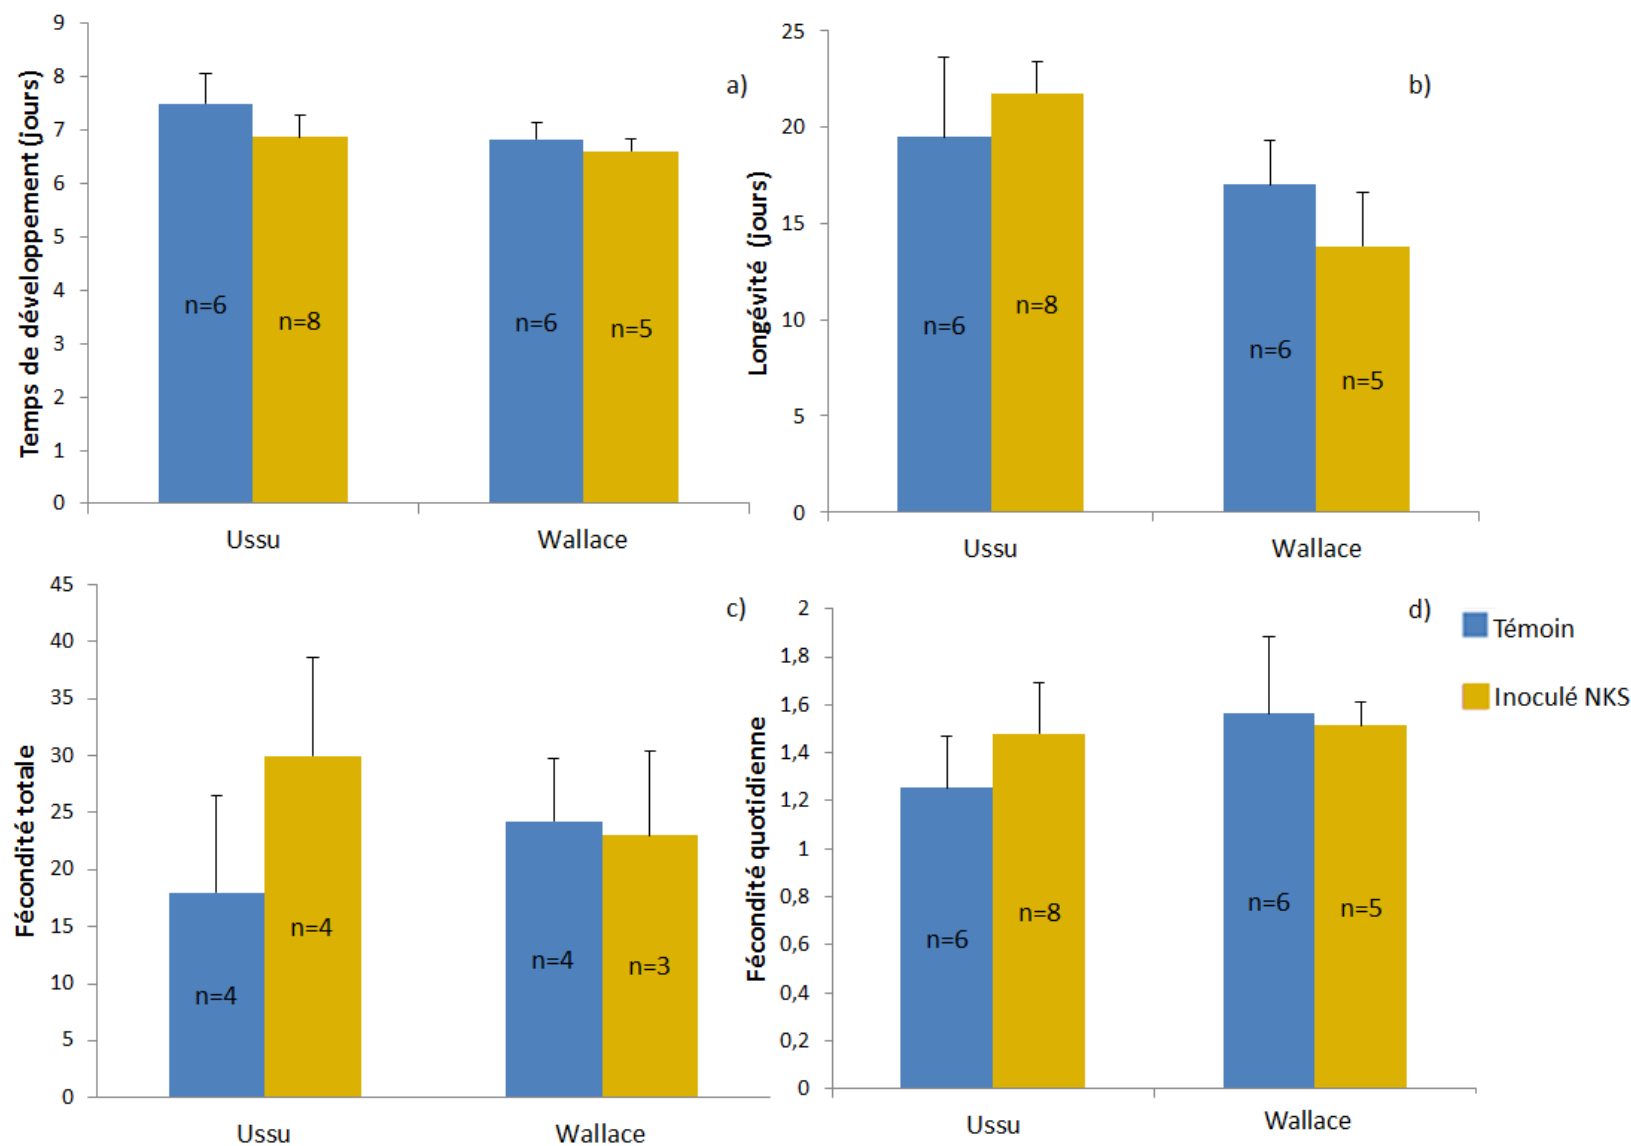 a)
Temps de développement (jours)
9
8
7
6
5
4
3
2
1
0
n=6
n=8
n=6
n=5
Ussu
Wallace
b)
Longévité (jours)
25
20
15
10
5
0
n=6
n=8
n=6
n=5
Ussu
Wallace
c)
Fécondité totale
45
40
35
30
25
20
15
10
5
0
n=4
n=4
n=4
n=3
Ussu
Wallace
d)
Fécondité quotidienne
2
1,8
1,6
1,4
1,2
1
0,8
0,6
0,4
0,2
0
n=6
n=8
n=6
n=5
Ussu
Wallace
Témoin
Inoculé NKS